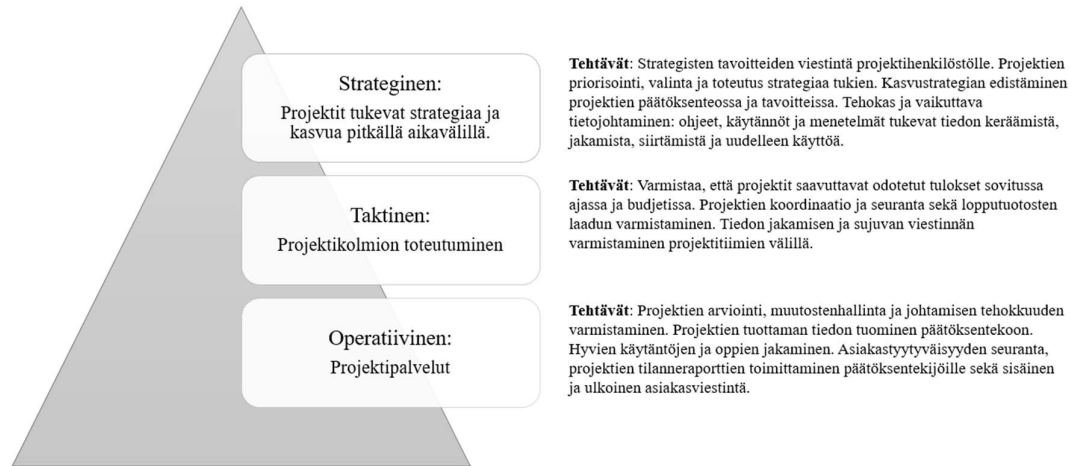 Strateginen:
Projektit tukevat strategiaa ja
kasvua pitkällä aikavälillä.
Tehtävät: Strategisten tavoitteiden viestintä projektihenkilöstölle. Projektien
priorisointi, valinta ja toteutus strategiaa tukien. Kasvustrategian edistäminen
projektien päätöksenteossa ja tavoitteissa. Tehokas ja vaikuttava
tietojohtaminen: ohjeet, käytännöt ja menetelmät tukevat tiedon keräämistä,
jakamista, siirtämistä ja uudelleen käyttöä.
Taktinen:
Projektikolmion toteutuminen
Tehtävät: Varmistaa, että projektit saavuttavat odotetut tulokset sovitussa
ajassa ja budjetissa. Projektien koordinaatio ja seuranta sekä lopputuotosten
laadun varmistaminen. Tiedon jakamisen ja sujuvan viestinnän
varmistaminen projektitiimien välillä.
Operatiivinen:
Projektipalvelut
Tehtävät: Projektien arviointi, muutostenhallinta ja johtamisen tehokkuuden
varmistaminen. Projektien tuottaman tiedon tuominen päätöksentekoon.
Hyvien käytäntöjen ja oppien jakaminen. Asiakastyytyväisyyden seuranta,
projektien tilanneraporttien toimittaminen päätöksentekijöille sekä sisäinen
ja ulkoinen asiakasviestintä.